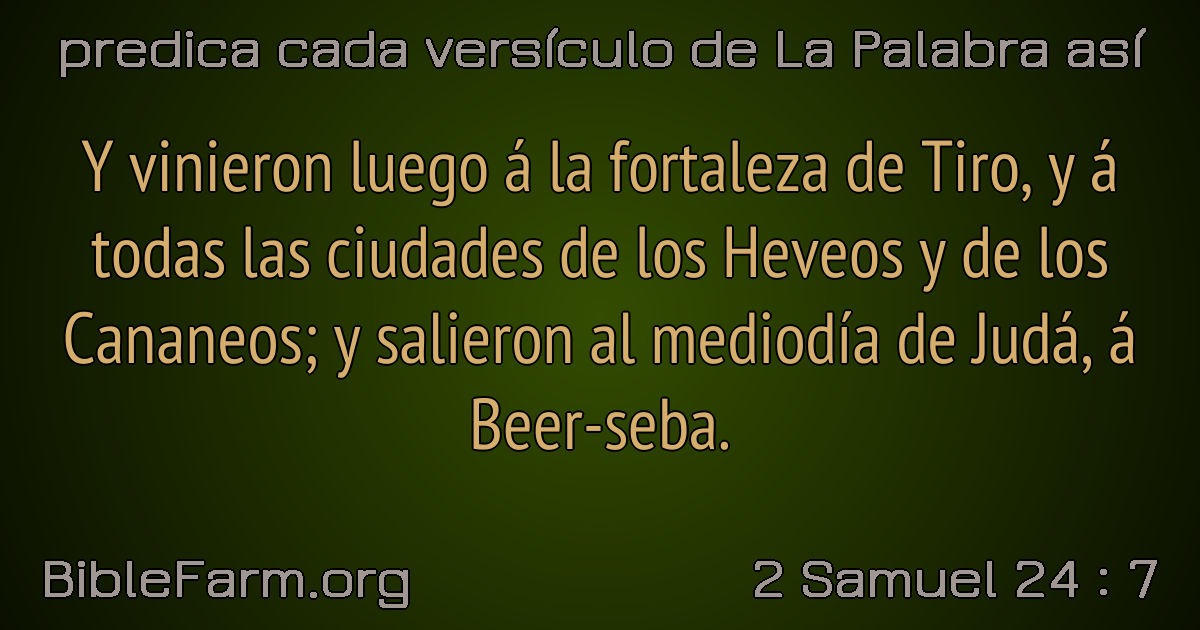 predica cada versículo de La Palabra así
Y vinieron luego á la fortaleza de Tiro, y á
todas las ciudades de los Heveos y de los
Cananeos; y salieron al mediodía de Judá, á
Beer-seba.
BibleFarm.org
2 Samuel 24 : 7